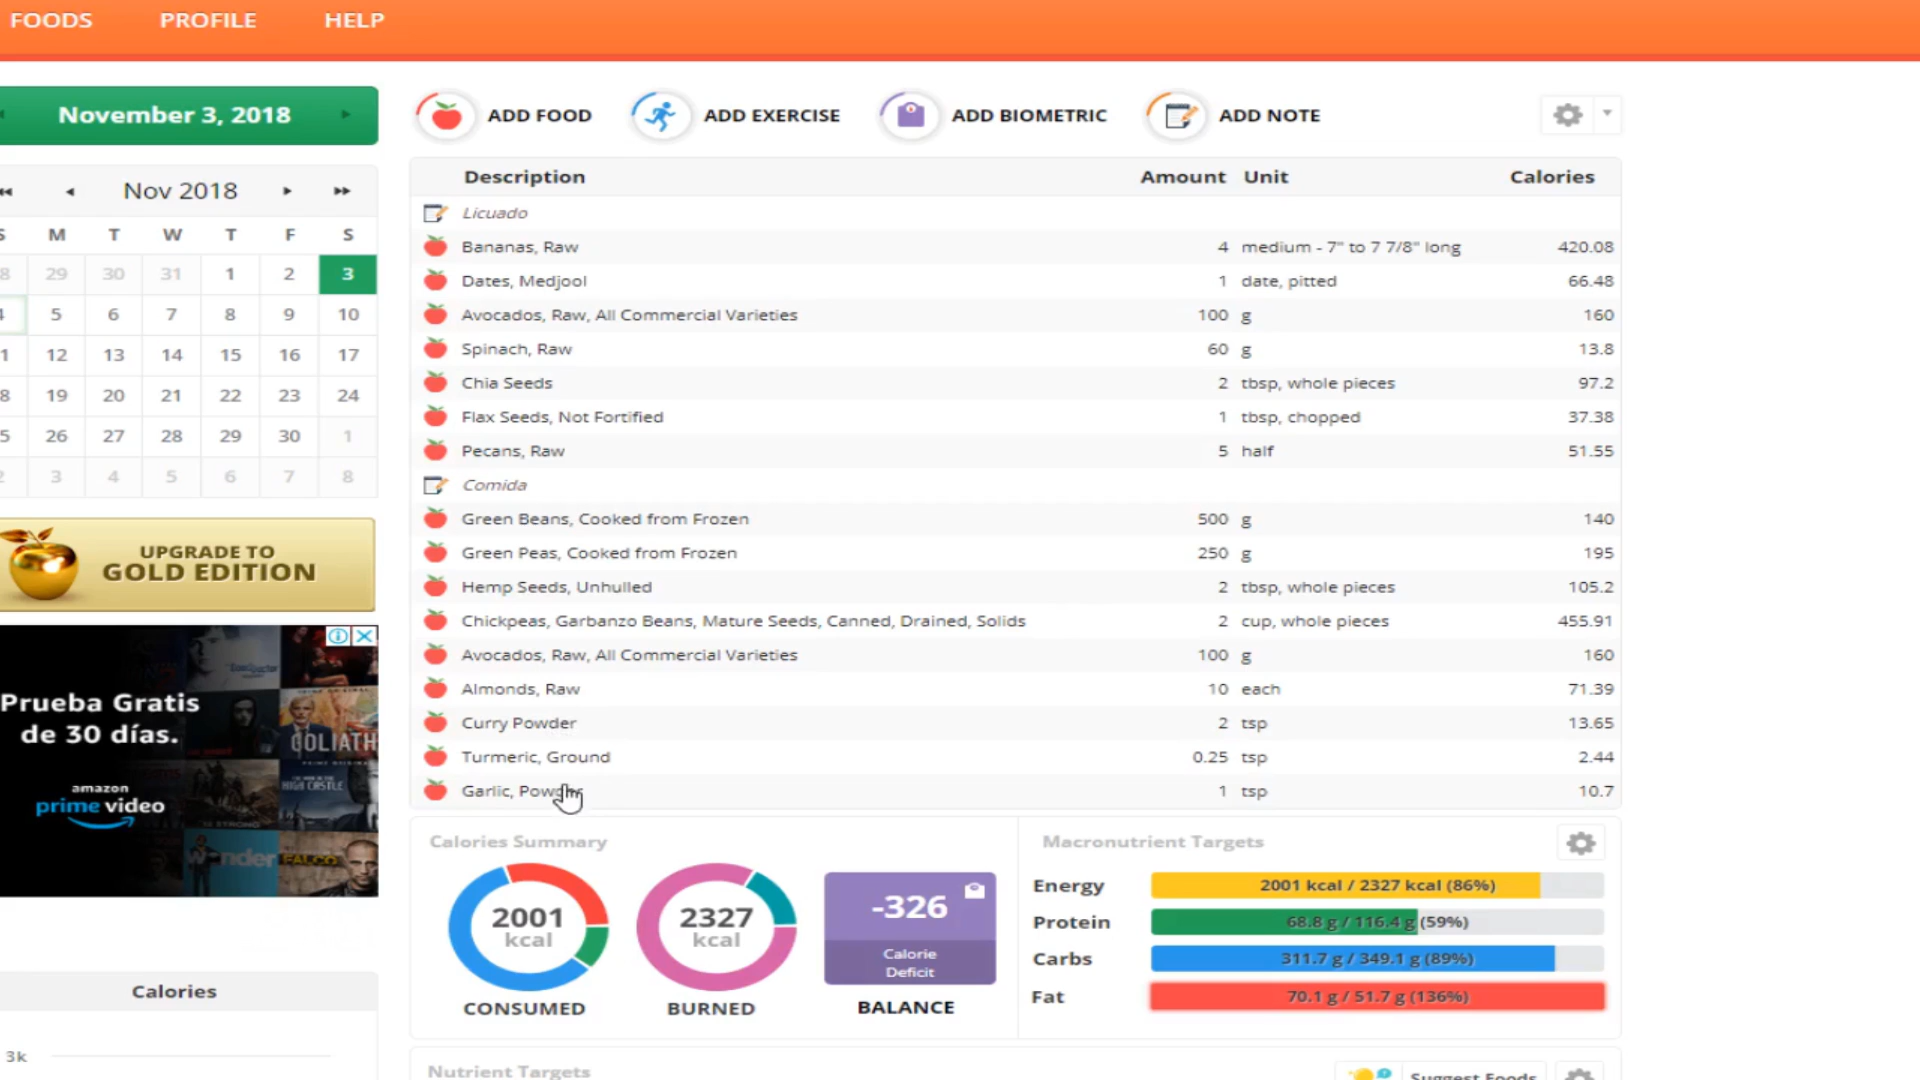 FOODS PROFILE HELP
November 3, 2018
ADD FOOD ADD EXERCISE ADD BIOMETRIC ADD NOTE
Nov 2018
S M T W T F S
8 29 30 31 1 2 3
4 5 6 7 8 9 10
1 12 13 14 15 16 17
8 19 20 21 22 23 24
5 26 27 28 29 30 1
2 3 4 5 6 7 8
UPGRADE TO
GOLD EDITION
Prueba Gratis
de 30 días.
amazon
prime video
GOLIATH
HIGH CASTLE
Calories
3k
Description Amount Unit Calories
Licuado
Bananas, Raw 4 medium - 7" to 7 7/8" long 420.08
Dates, Medjool 1 date, pitted 66.48
Avocados, Raw, All Commercial Varieties 100 g 160
Spinach, Raw 60 g 13.8
Chia Seeds 2 tbsp, whole pieces 97.2
Flax Seeds, Not Fortified 1 tbsp, chopped 37.38
Pecans, Raw 5 half 51.55
Comida
Green Beans, Cooked from Frozen 500 g 140
Green Peas, Cooked from Frozen 250 g 195
Hemp Seeds, Unhulled 2 tbsp, whole pieces 105.2
Chickpeas, Garbanzo Beans, Mature Seeds, Canned, Drained, Solids 2 cup, whole pieces 455.91
Avocados, Raw, All Commercial Varieties 100 g 160
Almonds, Raw 10 each 71.39
Curry Powder 2 tsp 13.65
Turmeric, Ground 0.25 tsp 2.44
Garlic, Powder 1 tsp 10.7
Calories Summary
2001
kcal
CONSUMED
2327
kcal
BURNED
-326
Calorie
Deficit
BALANCE
Macronutrient Targets
Energy 2001 kcal / 2327 kcal (86%)
Protein 68.8 g / 116.4 g (59%)
Carbs 311.7 g / 349.1 g (89%)
Fat 70.1 g / 51.7 g (136%)
Nutrient Targets
Suggest Foods